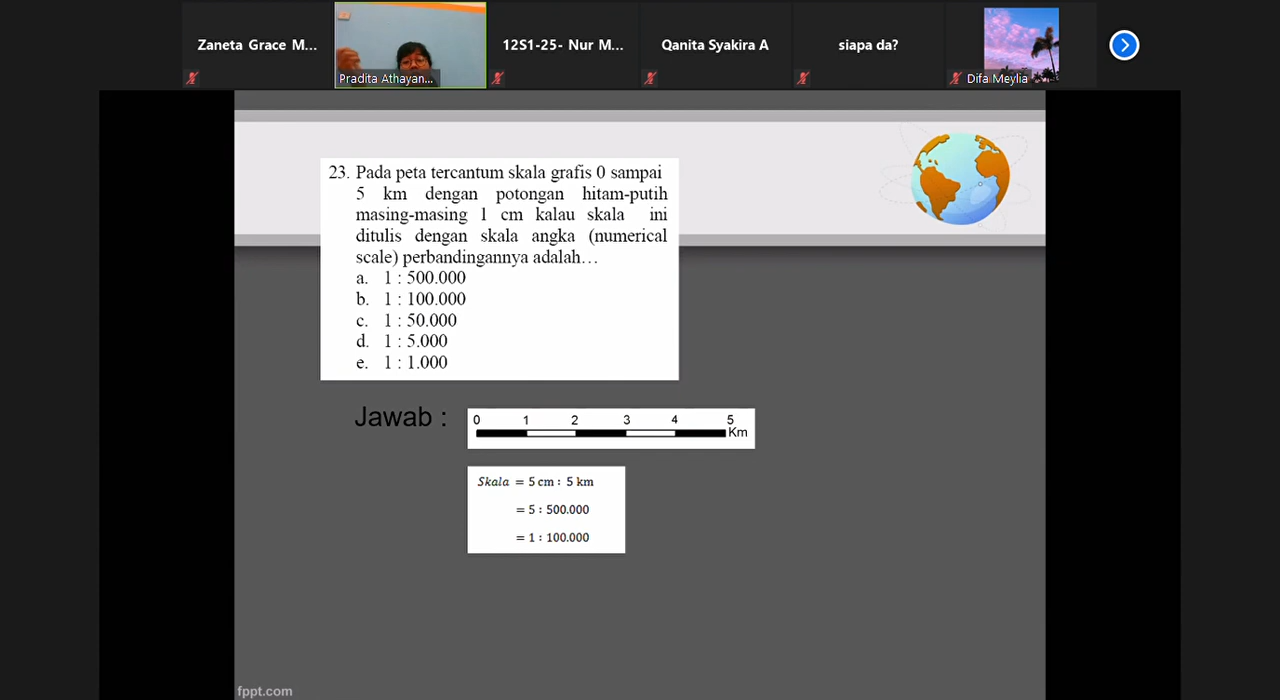 Zaneta Grace M...
Pradita Athayan...
12S1-25- Nur M...
Qanita Syakira A
siapa da?
Difa Meylia
23. Pada peta tercantum skala grafis 0 sampai
5 km dengan potongan hitam-putih
masing-masing 1 cm kalau skala ini
ditulis dengan skala angka (numerical
scale) perbandingannya adalah…
a. 1 : 500.000
b. 1 : 100.000
c. 1 : 50.000
d. 1 : 5.000
e. 1 : 1.000
Jawab :
0 1 2 3 4 5
Km
Skala = 5 cm : 5 km
= 5 : 500.000
= 1 : 100.000
fppt.com